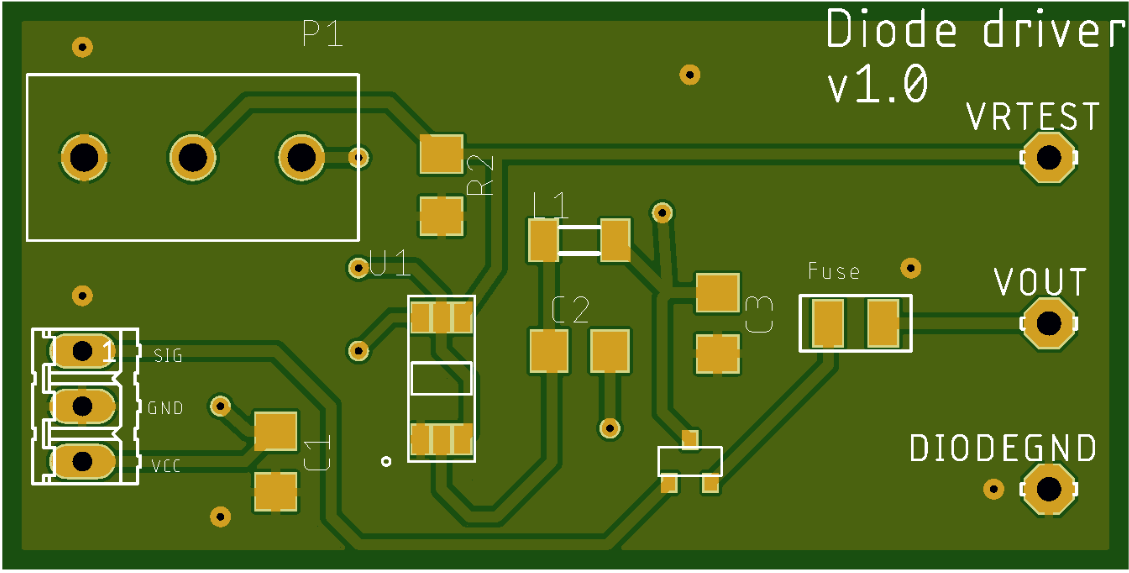 P1
Diode driver
v1.0
VRTEST
R2
L1
U1
Fuse
VOUT
C2
C3
1
SIG
GND
VCC
C1
DIODEGND